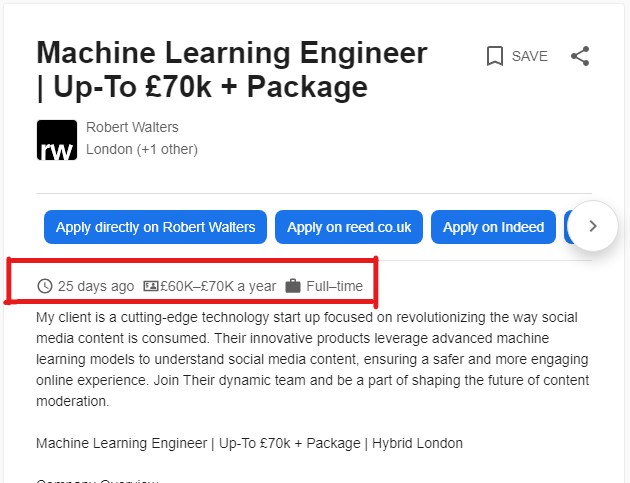 Machine Learning Engineer
| Up-To £70k + Package
SAVE
rw
Robert Walters
London (+1 other)
Apply directly on Robert Walters
Apply on reed.co.uk
Apply on Indeed
25 days ago
£60K–£70K a year
Full–time
My client is a cutting-edge technology start up focused on revolutionizing the way social
media content is consumed. Their innovative products leverage advanced machine
learning models to understand social media content, ensuring a safer and more engaging
online experience. Join Their dynamic team and be a part of shaping the future of content
moderation.
Machine Learning Engineer | Up-To £70k + Package | Hybrid London
Company Overview